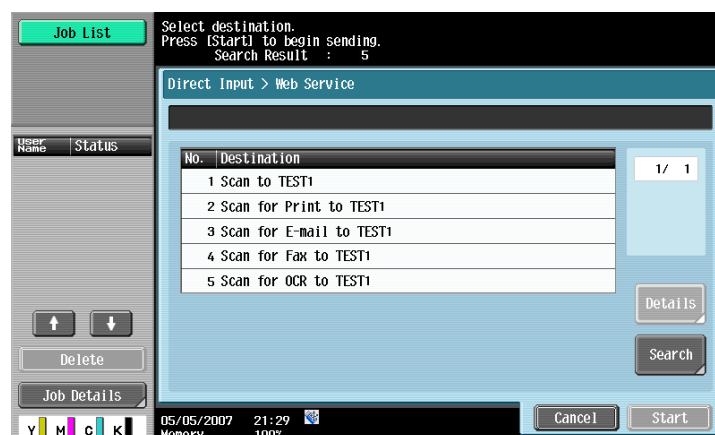 Job List
Select destination.
Press [Start] to begin sending.
Search Result : 5
Direct Input > Web Service
User Name Status
No. Destination
1/ 1
1 Scan to TEST1
2 Scan for Print to TEST1
3 Scan for E-mail to TEST1
4 Scan for Fax to TEST1
5 Scan for OCR to TEST1
Details
Delete
Search
Job Details
Y M C K
05/05/2007 21:29
Memory 100%
Cancel
Start